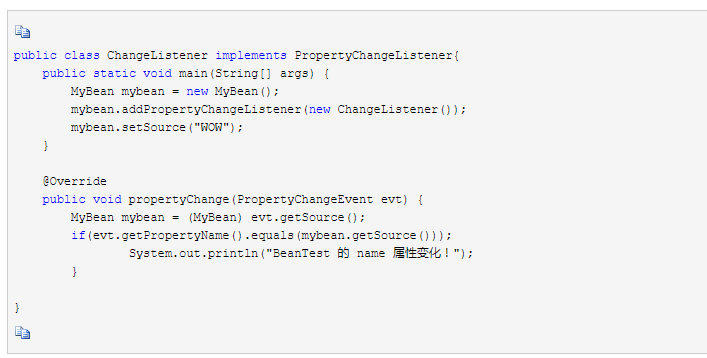 public class ChangeListener implements PropertyChangeListener{
    public static void main(String[] args) {
        MyBean mybean = new MyBean();
        mybean.addPropertyChangeListener(new ChangeListener());
        mybean.setSource("WOW");
    }

    @Override
    public void propertyChange(PropertyChangeEvent evt) {
        MyBean mybean = (MyBean) evt.getSource();
        if(evt.getPropertyName().equals(mybean.getSource()));
                System.out.println("BeanTest 的 name 属性变化！");
        }

}